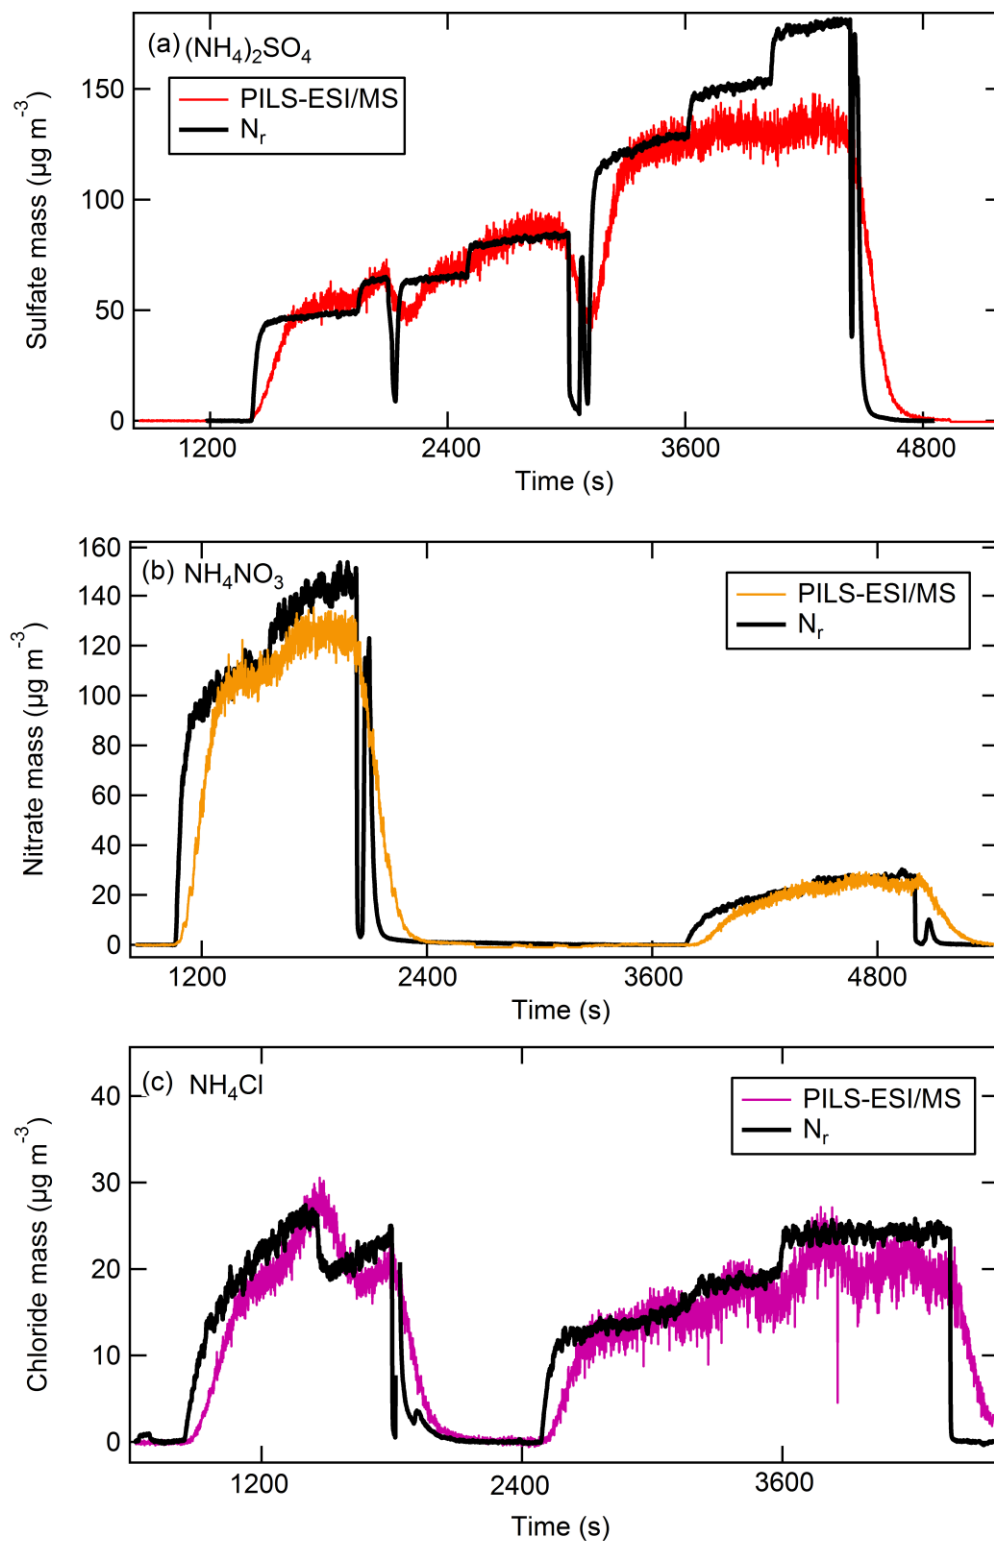 (a) (NH₄)₂SO₄
PILS-ESI/MS
Nᵣ
Sulfate mass (µg m⁻³)
150
100
50
0
1200 2400 3600 4800
Time (s)
(b) NH₄NO₃
PILS-ESI/MS
Nᵣ
Nitrate mass (µg m⁻³)
160
140
120
100
80
60
40
20
0
1200 2400 3600 4800
Time (s)
(c) NH₄Cl
PILS-ESI/MS
Nᵣ
Chloride mass (µg m⁻³)
40
30
20
10
0
1200 2400 3600
Time (s)